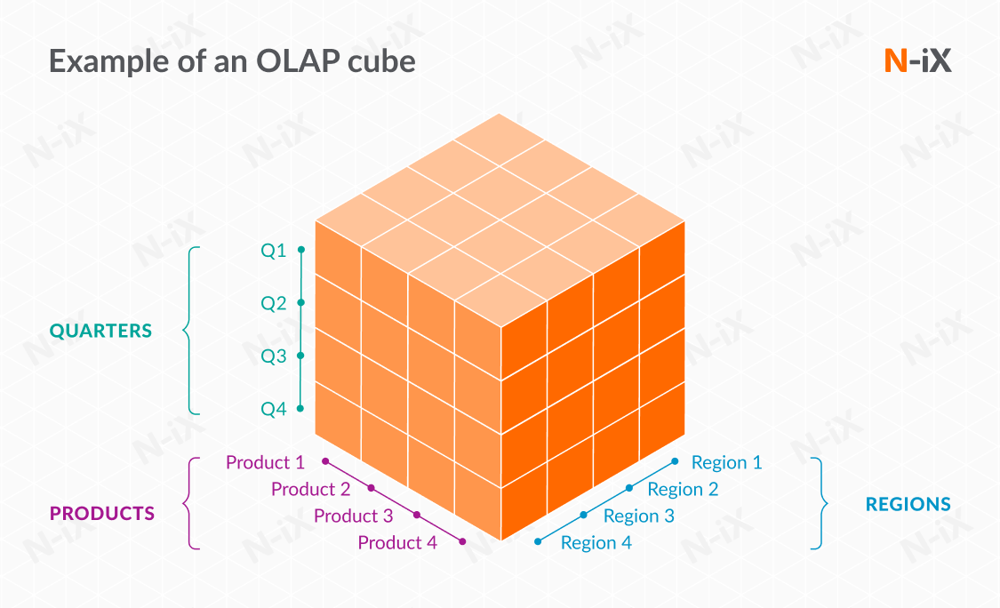 Example of an OLAP cube
N-iX
QUARTERS
Q1
Q2
Q3
Q4
PRODUCTS
Product 1
Product 2
Product 3
Product 4
Region 1
Region 2
Region 3
Region 4
REGIONS